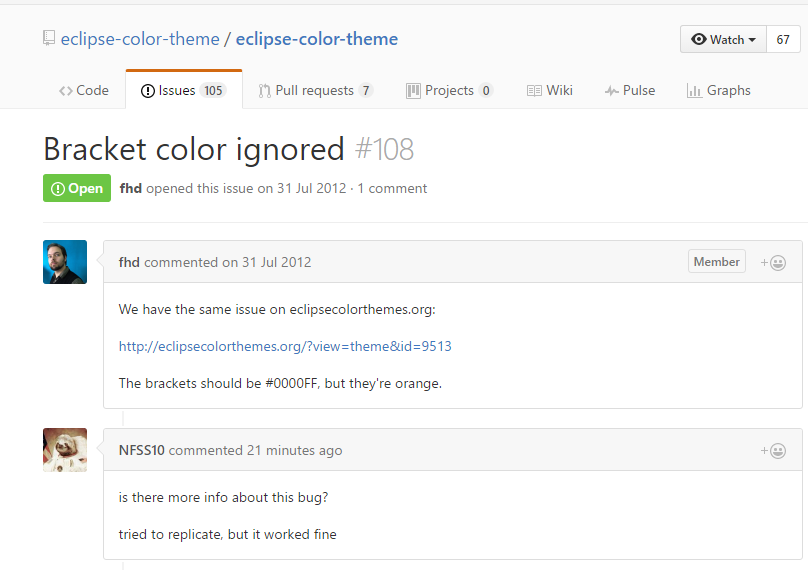 eclipse-color-theme / eclipse-color-theme
Watch 67
Code Issues 105 Pull requests 7 Projects 0 Wiki Pulse Graphs
Bracket color ignored #108
Open fhd opened this issue on 31 Jul 2012 · 1 comment
fhd commented on 31 Jul 2012 Member
We have the same issue on eclipsecolorthemes.org:
http://eclipsecolorthemes.org/?view=theme&id=9513
The brackets should be #0000FF, but they're orange.
NFSS10 commented 21 minutes ago
is there more info about this bug?
tried to replicate, but it worked fine